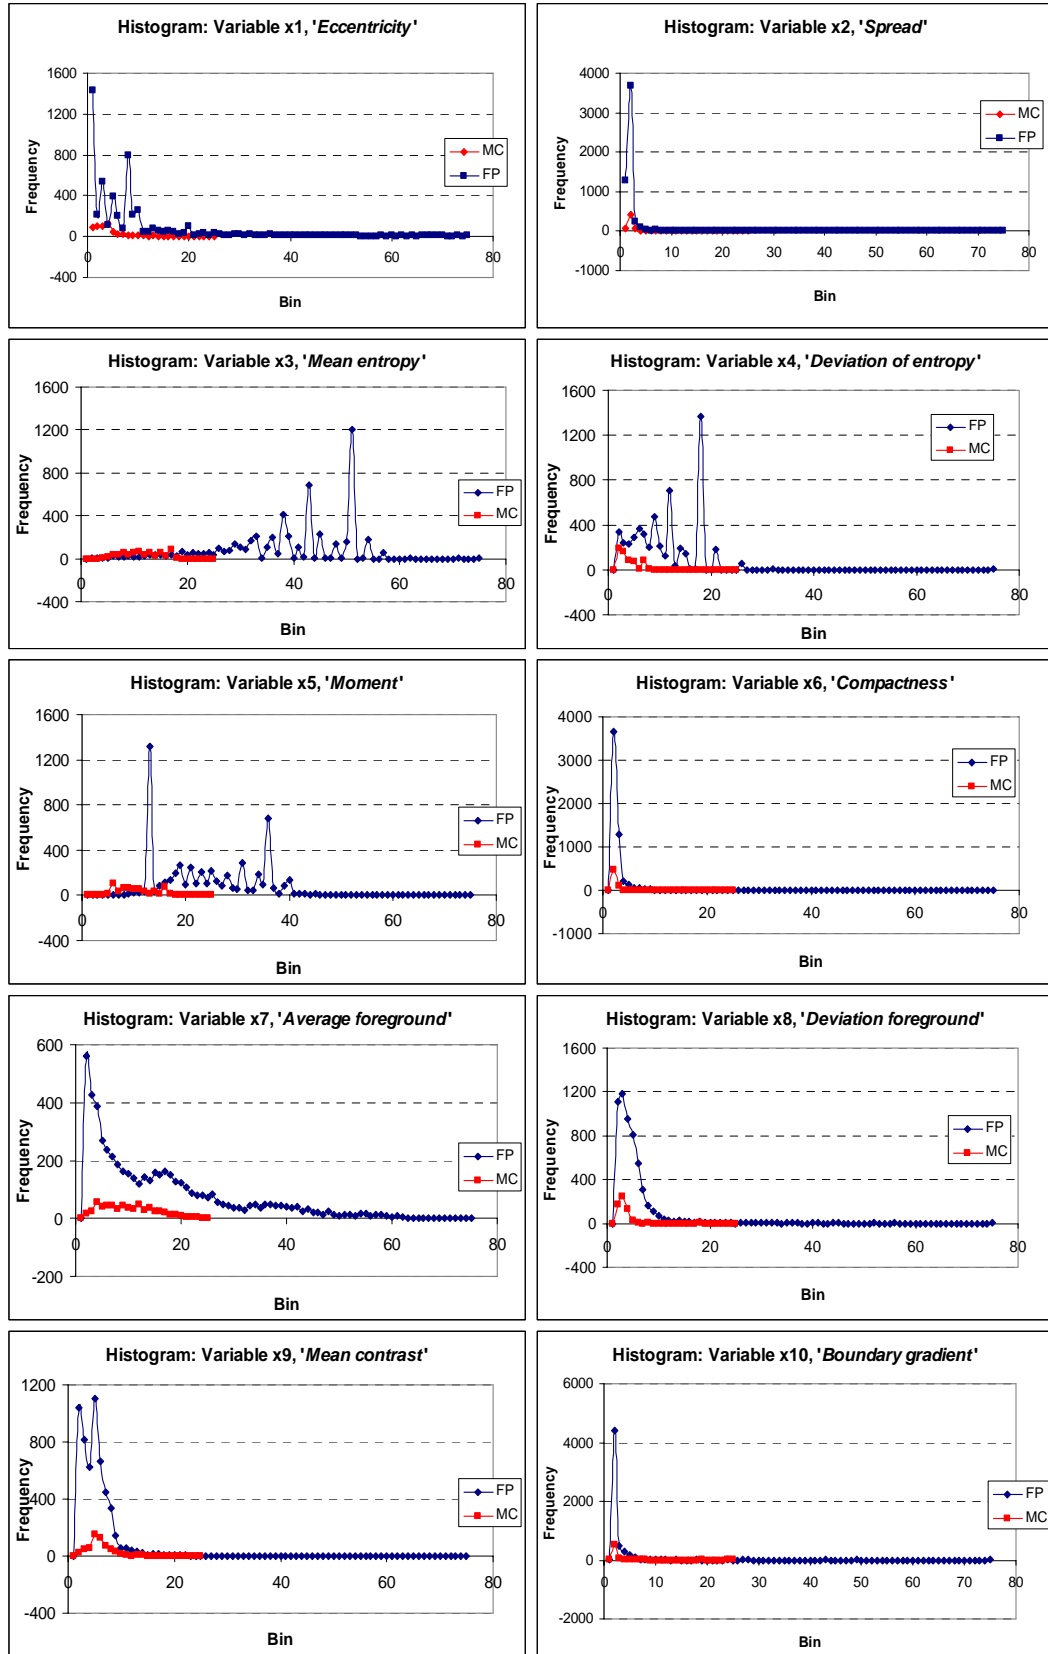 Histogram: Variable x1, 'Eccentricity'
Frequency
1600
1200
800
400
0
-400
0 20 40 60 80
Bin
MC
FP
Histogram: Variable x2, 'Spread'
Frequency
4000
3000
2000
1000
0
-1000
0 10 20 30 40 50 60 70 80
Bin
MC
FP
Histogram: Variable x3, 'Mean entropy'
Frequency
1600
1200
800
400
0
-400
0 20 40 60 80
Bin
FP
MC
Histogram: Variable x4, 'Deviation of entropy'
Frequency
1600
1200
800
400
0
-400
0 20 40 60 80
Bin
FP
MC
Histogram: Variable x5, 'Moment'
Frequency
1600
1200
800
400
0
-400
0 20 40 60 80
Bin
FP
MC
Histogram: Variable x6, 'Compactness'
Frequency
4000
3000
2000
1000
0
-1000
0 20 40 60 80
Bin
FP
MC
Histogram: Variable x7, 'Average foreground'
Frequency
600
400
200
0
-200
0 20 40 60 80
Bin
FP
MC
Histogram: Variable x8, 'Deviation foreground'
Frequency
1600
1200
800
400
0
-400
0 20 40 60 80
Bin
FP
MC
Histogram: Variable x9, 'Mean contrast'
Frequency
1200
800
400
0
-400
0 20 40 60 80
Bin
FP
MC
Histogram: Variable x10, 'Boundary gradient'
Frequency
6000
4000
2000
0
-2000
0 10 20 30 40 50 60 70 80
Bin
FP
MC